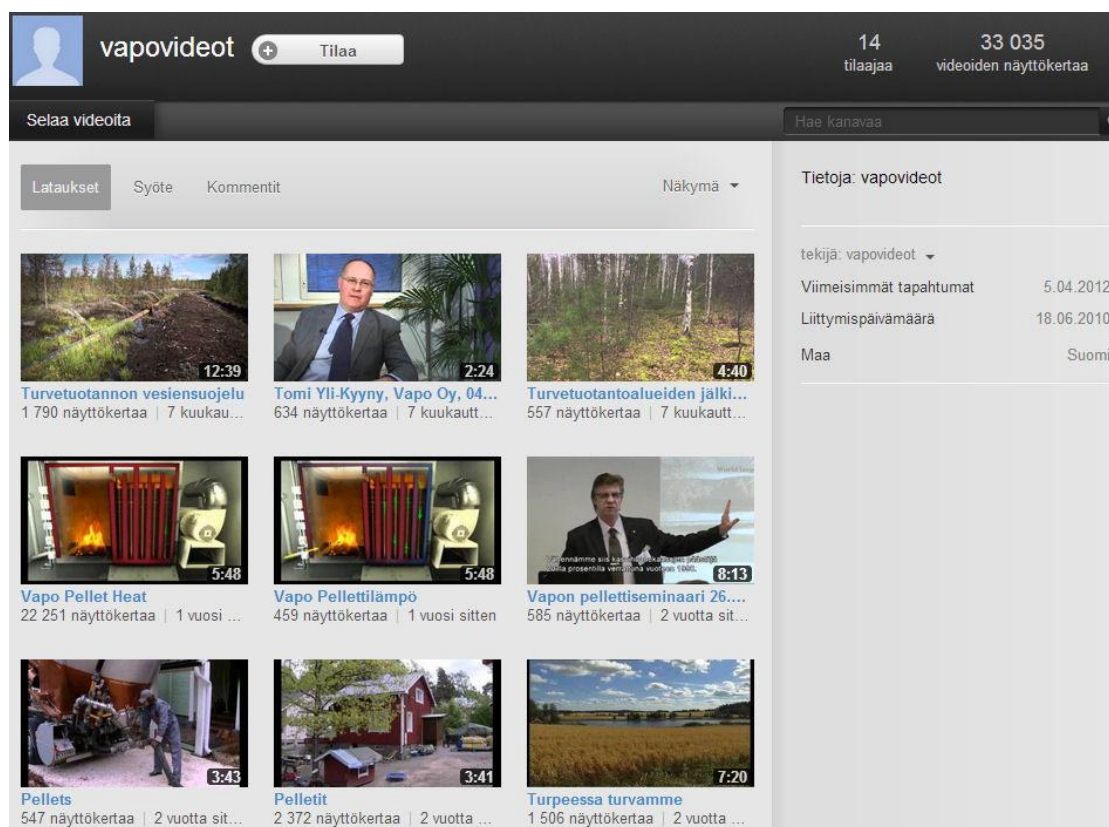 vapovideot
Tilaa
14
tilaajaa
33 035
videoiden näyttökertaa
Selaa videoita
Hae kanavaa
Lataukset
Syöte
Kommentit
Näkymä
12:39
Turvetuotannon vesiensuojelu
1 790 näyttökertaa | 7 kuukau...
2:24
Tomi Yli-Kyyny, Vapo Oy, 04...
634 näyttökertaa | 7 kuukautt...
4:40
Turvetuotantoalueiden jälki...
557 näyttökertaa | 7 kuukautt...
5:48
Vapo Pellet Heat
22 251 näyttökertaa | 1 vuosi ...
5:48
Vapo Pellettilämpö
459 näyttökertaa | 1 vuosi sitten
prosentilla verrattuna vuoteen 1990.
8:13
Vapon pellettiseminaari 26....
585 näyttökertaa | 2 vuotta sit...
3:43
Pellets
547 näyttökertaa | 2 vuotta sit...
3:41
Pelletit
2 372 näyttökertaa | 2 vuotta ...
7:20
Turpeessa turvamme
1 506 näyttökertaa | 2 vuotta ...
Tietoja: vapovideot
tekijä: vapovideot
Viimeisimmät tapahtumat 5.04.2012
Liittymispäivämäärä 18.06.2010
Maa Suomi